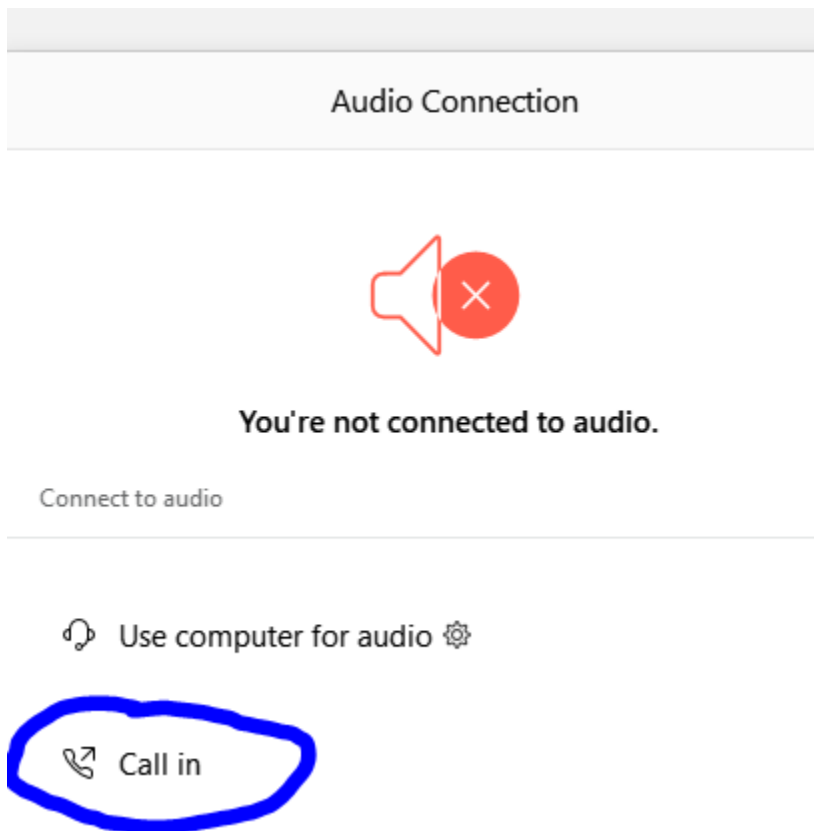 Audio Connection
You're not connected to audio.
Connect to audio
Use computer for audio
Call in